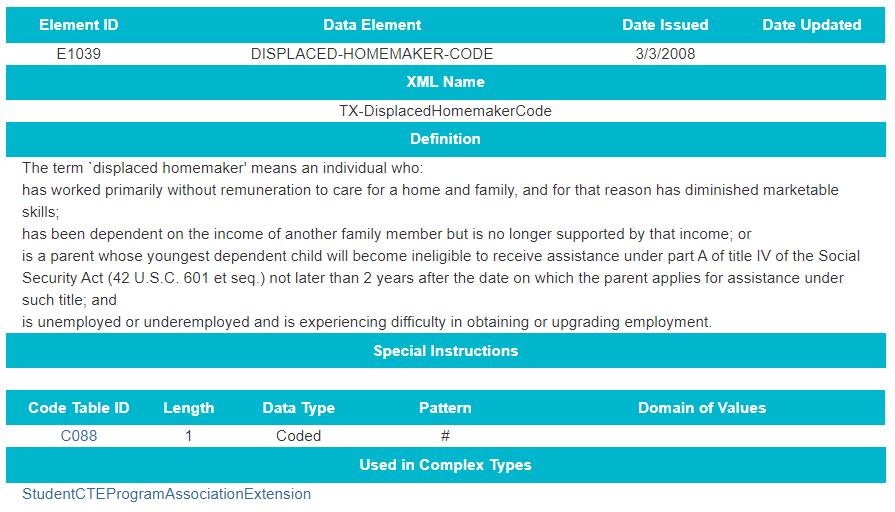 Element ID Data Element Date Issued Date Updated
E1039 DISPLACED-HOMEMAKER-CODE 3/3/2008
XML Name
TX-DisplacedHomemakerCode
Definition
The term `displaced homemaker' means an individual who:
has worked primarily without remuneration to care for a home and family, and for that reason has diminished marketable
skills;
has been dependent on the income of another family member but is no longer supported by that income; or
is a parent whose youngest dependent child will become ineligible to receive assistance under part A of title IV of the Social
Security Act (42 U.S.C. 601 et seq.) not later than 2 years after the date on which the parent applies for assistance under
such title; and
is unemployed or underemployed and is experiencing difficulty in obtaining or upgrading employment.
Special Instructions
Code Table ID Length Data Type Pattern Domain of Values
C088 1 Coded #
Used in Complex Types
StudentCTEProgramAssociationExtension